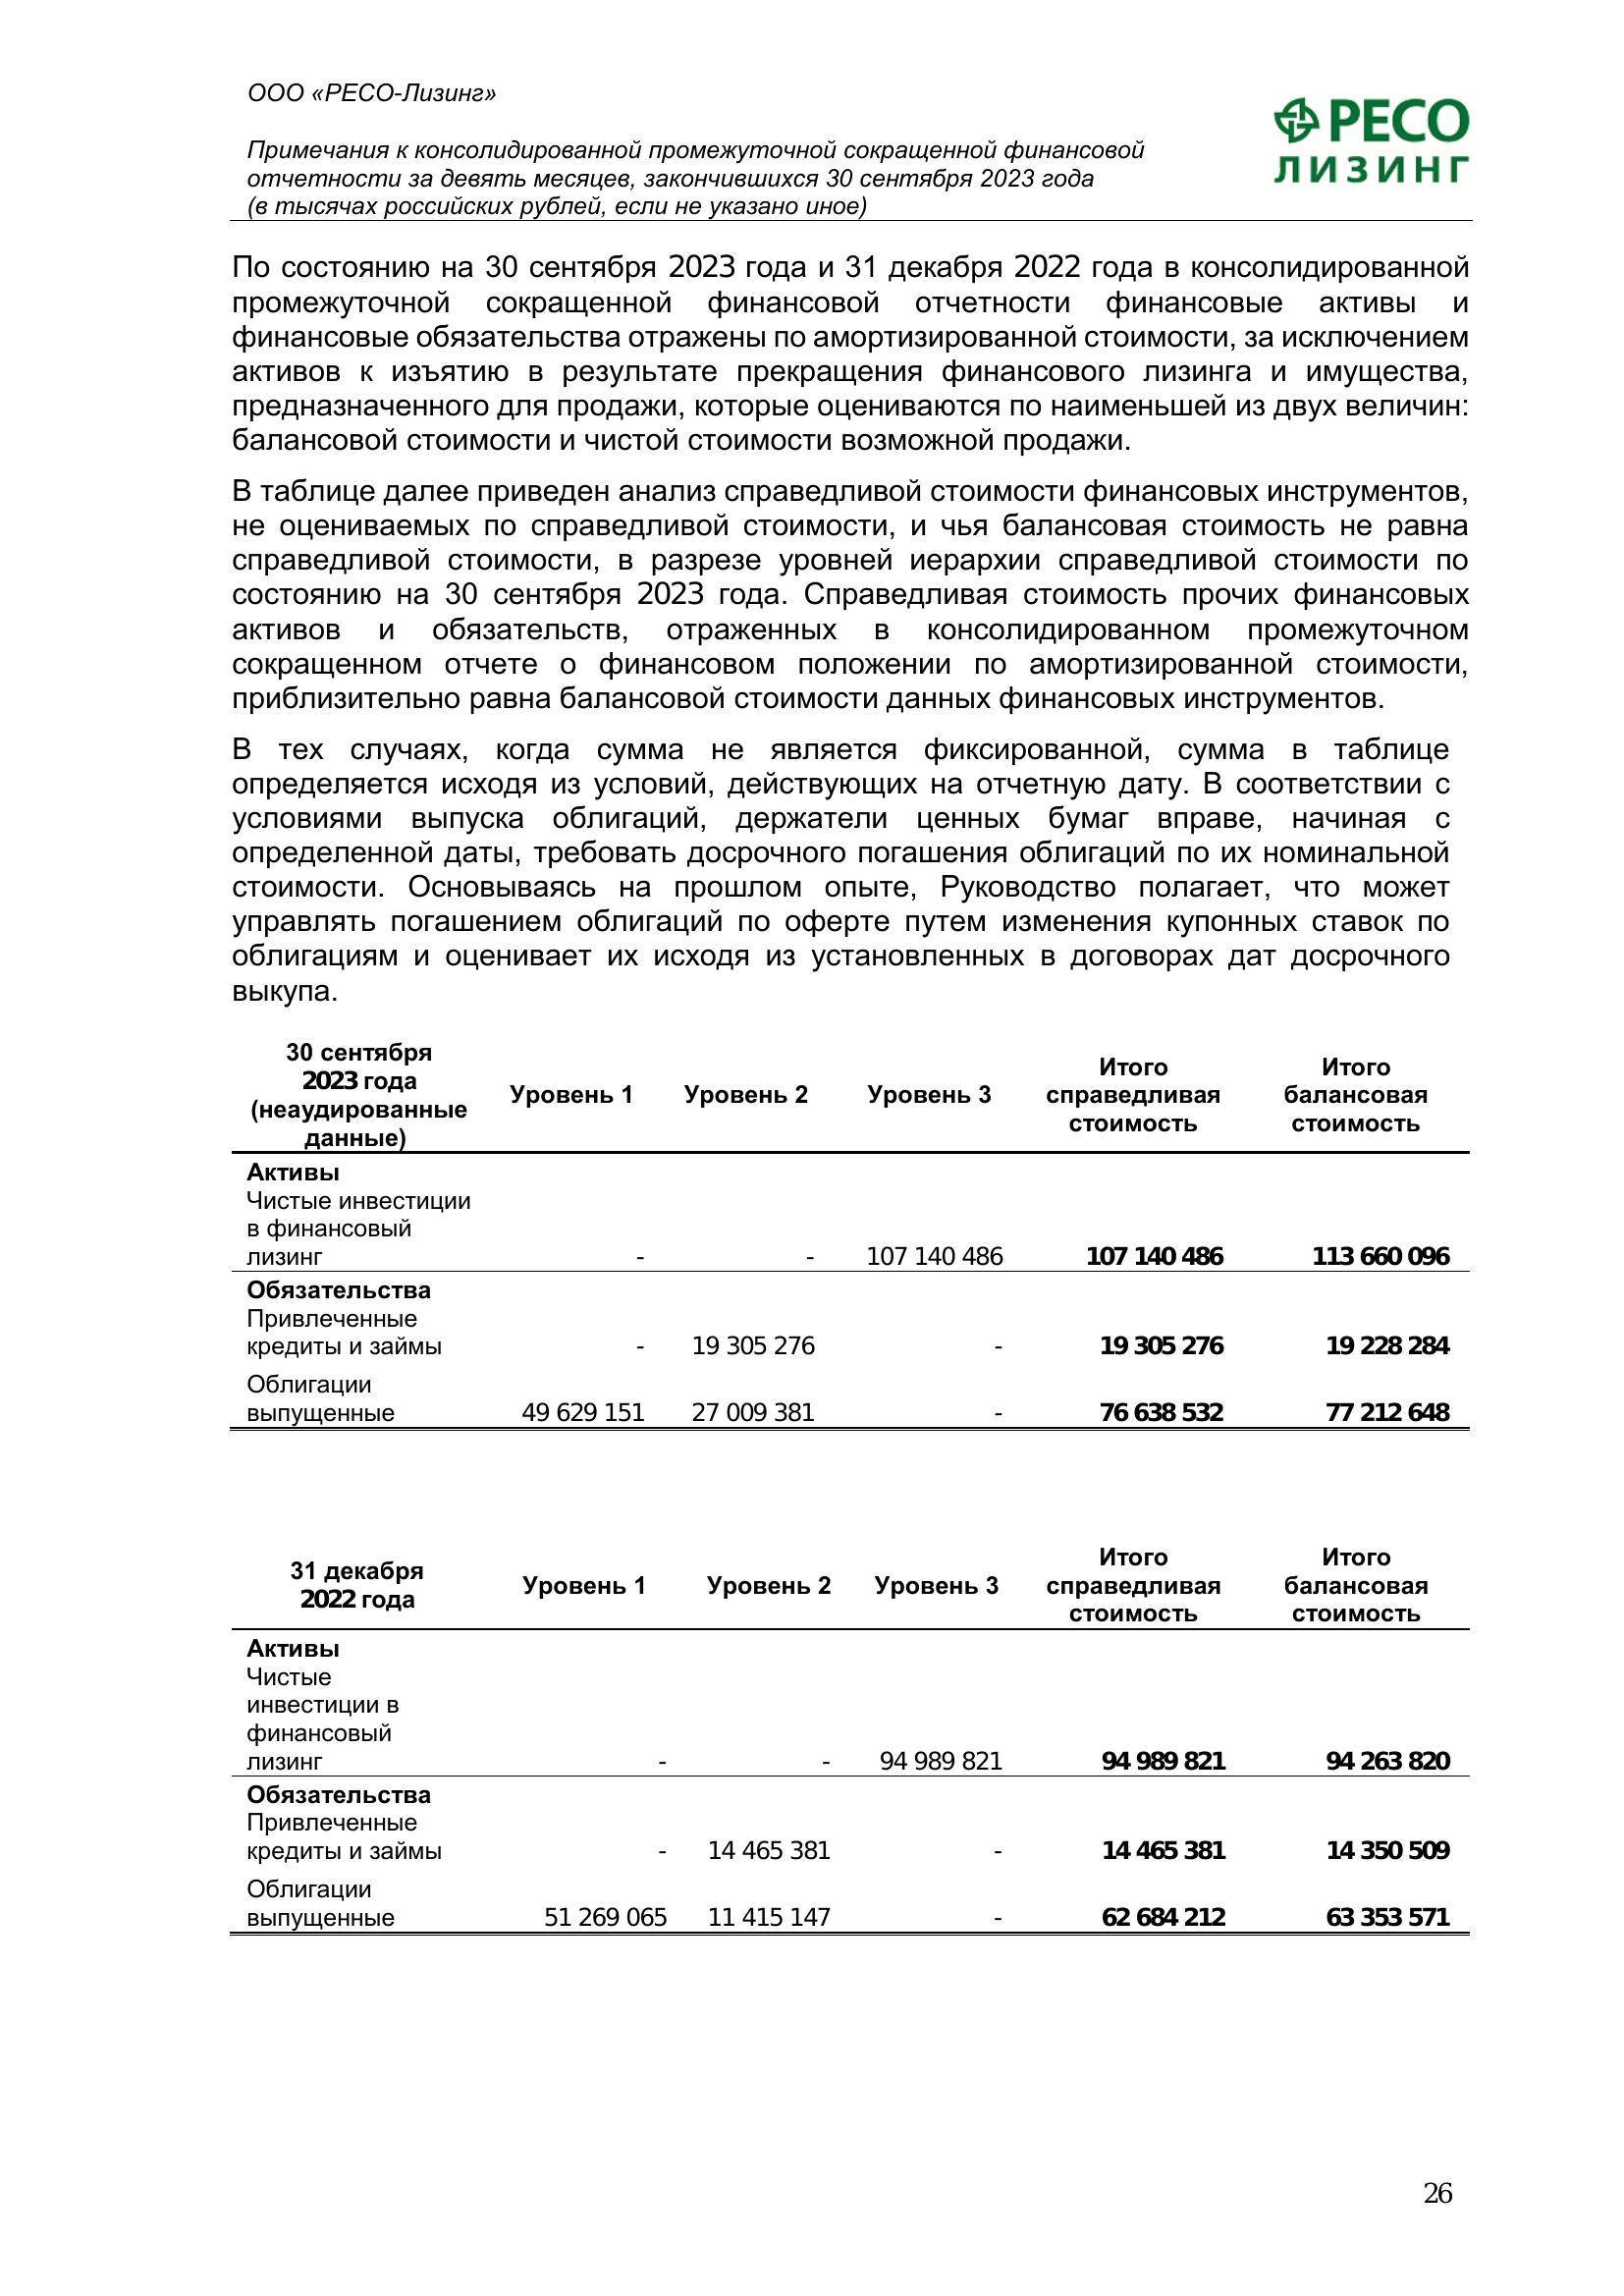 ООО «РЕСО-Лизинг»
РЕСО
ЛИЗИНГ
Примечания к консолидированной промежуточной сокращенной финансовой
отчетности за девять месяцев, закончившихся 30 сентября 2023 года
(в тысячах российских рублей, если не указано иное)
По состоянию на 30 сентября 2023 года и 31 декабря 2022 года в консолидированной
промежуточной сокращенной финансовой отчетности финансовые активы и
финансовые обязательства отражены по амортизированной стоимости, за исключением
активов к изъятию в результате прекращения финансового лизинга и имущества,
предназначенного для продажи, которые оцениваются по наименьшей из двух величин:
балансовой стоимости и чистой стоимости возможной продажи.
В таблице далее приведен анализ справедливой стоимости финансовых инструментов,
не оцениваемых по справедливой стоимости, и чья балансовая стоимость не равна
справедливой стоимости, в разрезе уровней иерархии справедливой стоимости по
состоянию на 30 сентября 2023 года. Справедливая стоимость прочих финансовых
активов и обязательств, отраженных в консолидированном промежуточном
сокращенном отчете о финансовом положении по амортизированной стоимости,
приблизительно равна балансовой стоимости данных финансовых инструментов.
В тех случаях, когда сумма не является фиксированной, сумма в таблице
определяется исходя из условий, действующих на отчетную дату. В соответствии с
условиями выпуска облигаций, держатели ценных бумаг вправе, начиная с
определенной даты, требовать досрочного погашения облигаций по их номинальной
стоимости. Основываясь на прошлом опыте, Руководство полагает, что может
управлять погашением облигаций по оферте путем изменения купонных ставок по
облигациям и оценивает их исходя из установленных в договорах дат досрочного
выкупа.
30 сентября
2023 года
(неаудированные
данные)
Уровень 1 Уровень 2 Уровень 3
Итого
справедливая
стоимость
Итого
балансовая
стоимость
Активы
Чистые инвестиции
в финансовый
лизинг - - 107 140 486 107 140 486 113 660 096
Обязательства
Привлеченные
кредиты и займы - 19 305 276 - 19 305 276 19 228 284
Облигации
выпущенные 49 629 151 27 009 381 - 76 638 532 77 212 648
31 декабря
2022 года
Уровень 1 Уровень 2 Уровень 3
Итого
справедливая
стоимость
Итого
балансовая
стоимость
Активы
Чистые
инвестиции в
финансовый
лизинг - - 94 989 821 94 989 821 94 263 820
Обязательства
Привлеченные
кредиты и займы - 14 465 381 - 14 465 381 14 350 509
Облигации
выпущенные 51 269 065 11 415 147 - 62 684 212 63 353 571
26